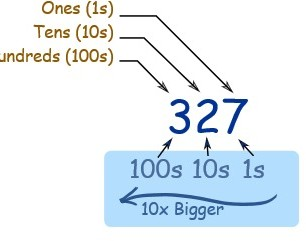 Ones (1s)
Tens (10s)
undreds (100s)
327
100s 10s 1s
10x Bigger